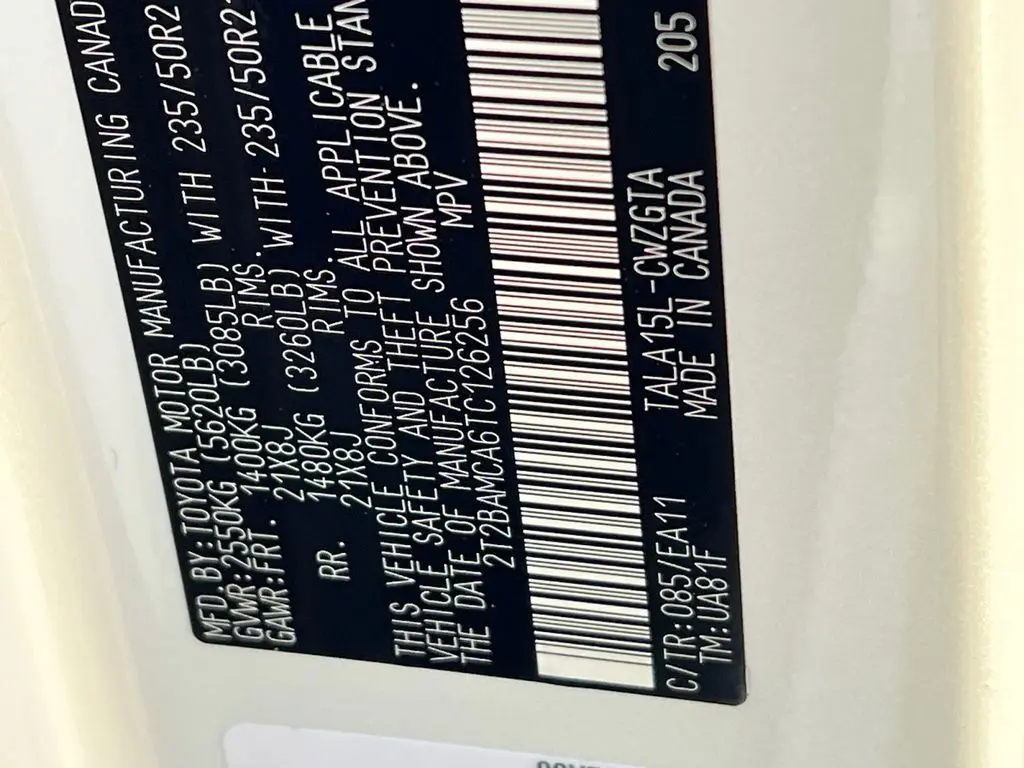 MFD.BY:TOYOTA MOTOR MANUFACTURING CANAD
GVWR:2550KG (5620LB)
GAWR:FRT. 1400KG (3085LB) WITH 235/50R2
21X8J RIMS.
RR. 1480KG (3260LB) WITH 235/50R2
21X8J RIMS.
THIS VEHICLE CONFORMS TO ALL APPLICABLE
VEHICLE SAFETY AND THEFT PREVENTION STAN
THE DATE OF MANUFACTURE SHOWN ABOVE.
2T2BAMCA6TC126256 MPV
C/TR:085/EA11 TALA15L-CWZGTA 205
TM:UA81F MADE IN CANADA